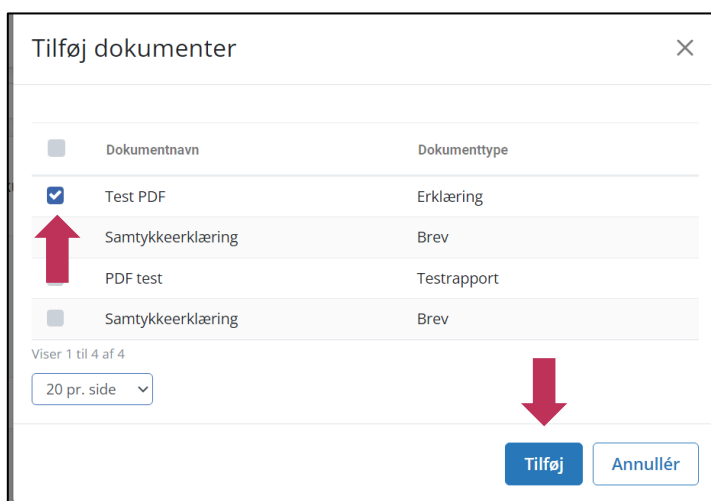 Tilføj dokumenter
Dokumentnavn Dokumenttype
Test PDF Erklæring
Samtykkeerklæring Brev
PDF test Testrapport
Samtykkeerklæring Brev
Viser 1 til 4 af 4
20 pr. side
Tilføj Annullér